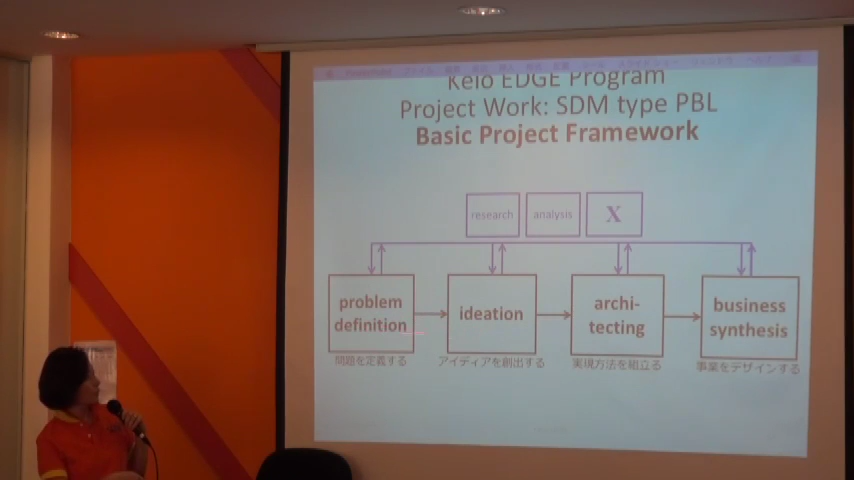 Keio EDGE Program
Project Work: SDM type PBL
Basic Project Framework
research
analysis
X
problem
definition
ideation
archi-
tecting
business
synthesis
問題を定義する
アイディアを創出する
実現方法を組立る
事業をデザインする